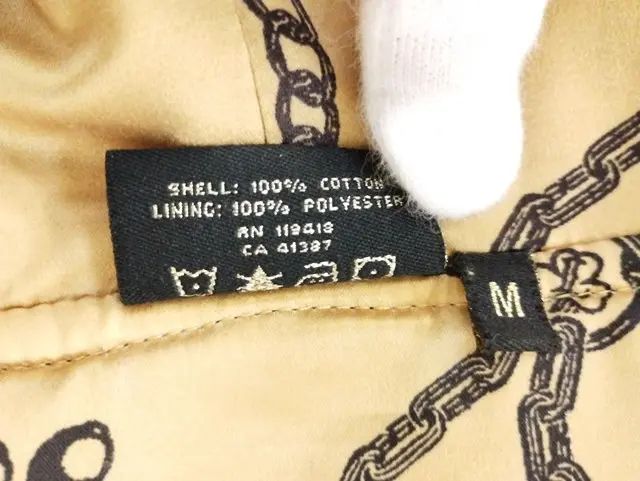 SHELL: 100% COTTON
LINING: 100% POLYESTER
RN 119418
CA 41387
M